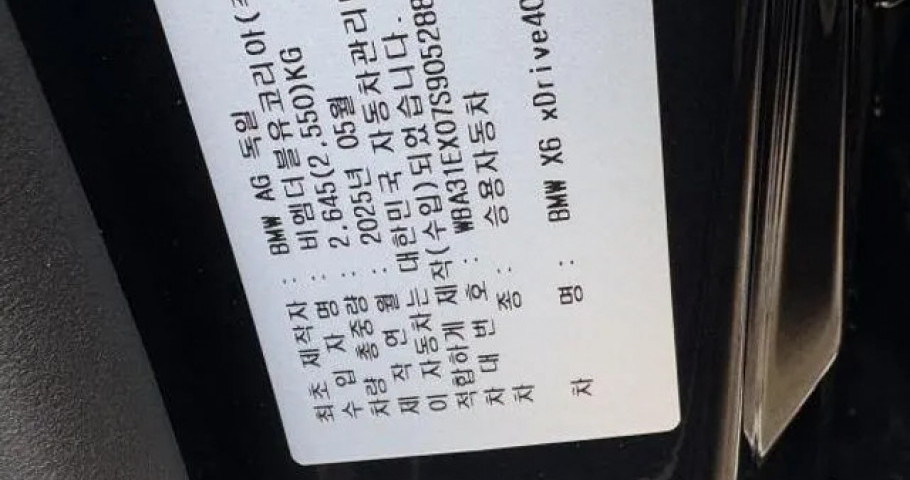 최초 제작자 : BMW AG 독일
수 입 자 명 : 비엠더블유코리아(
차량 총중량 : 2.645(2.550)KG
제 작 연 월 : 2025년 05월
이 자동차는 대한민국 자동차관리
적합하게 제작(수입)되었습니다.
차 대 번 호 : WBA31EX07S905288
차 종 : 승용자동차
차 명 : BMW X6 xDrive40